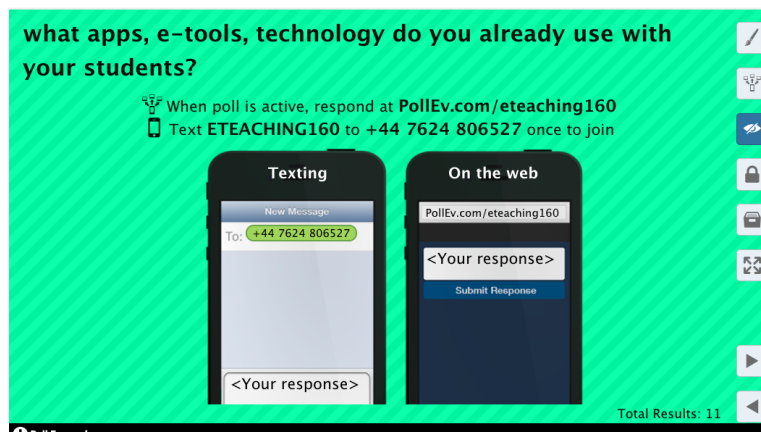 what apps, e-tools, technology do you already use with
your students?
When poll is active, respond at PollEv.com/eteaching160
Text ETEACHING160 to +44 7624 806527 once to join
Texting
New Message
To: +44 7624 806527
<Your response>
On the web
PollEv.com/eteaching160
<Your response>
Submit Response
Total Results: 11